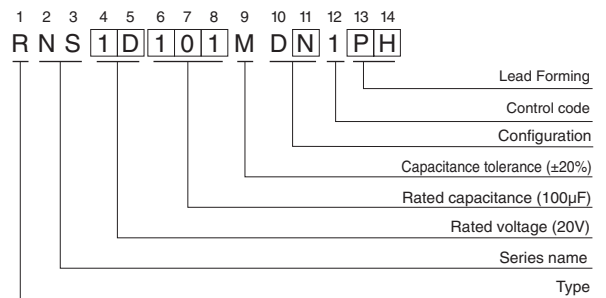 1 2 3 4 5 6 7 8 9 10 11 12 13 14
R N S 1 D 1 0 1 M D N 1 P H
Lead Forming
Control code
Configuration
Capacitance tolerance (±20%)
Rated capacitance (100µF)
Rated voltage (20V)
Series name
Type